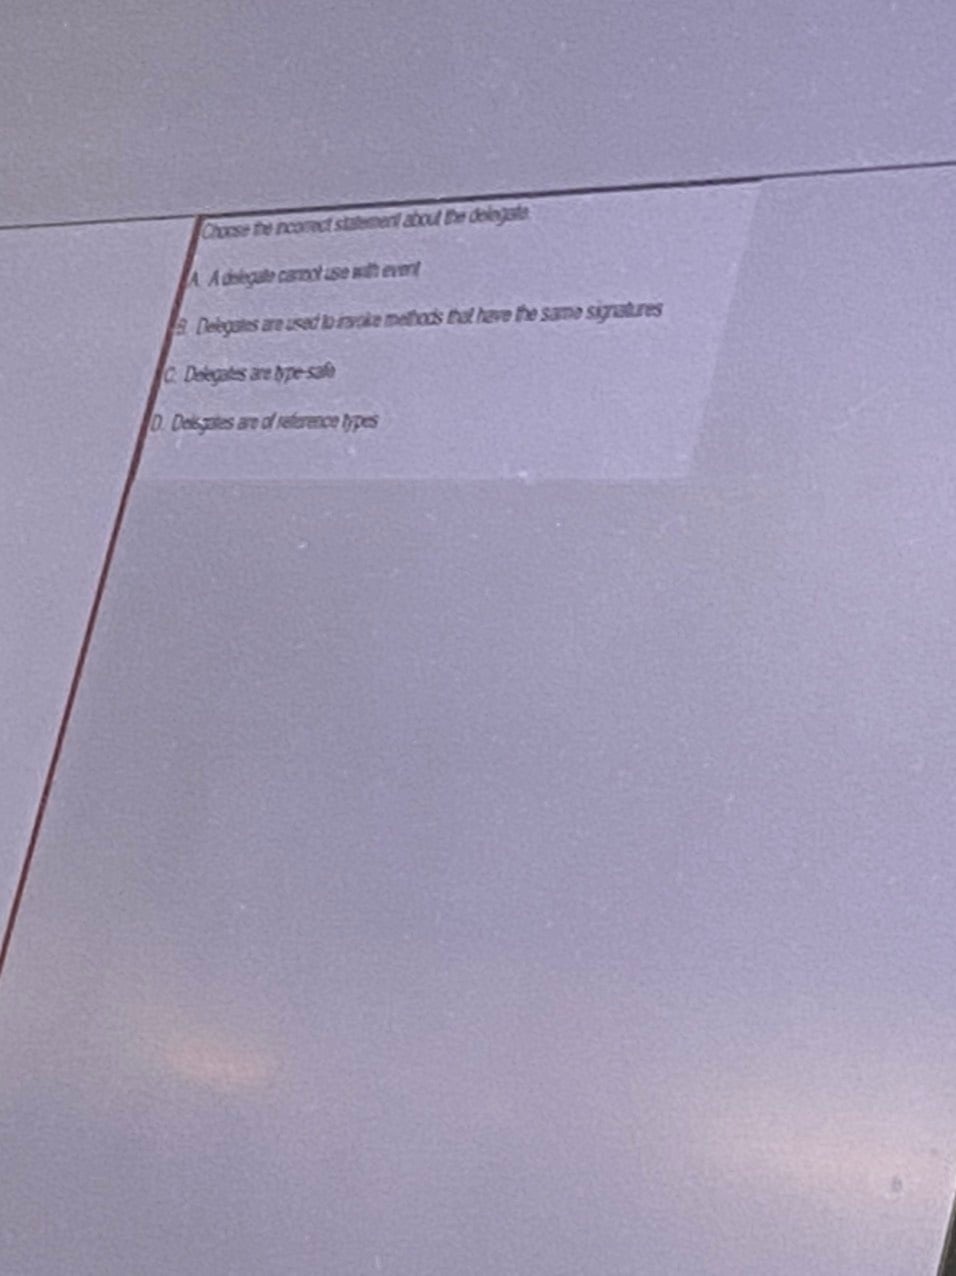 Choose the incorrect statement about the delegate.
A. A delegate cannot use with event
B. Delegates are used to invoke methods that have the same signatures
C. Delegates are type-safe
D. Delegates are of reference types